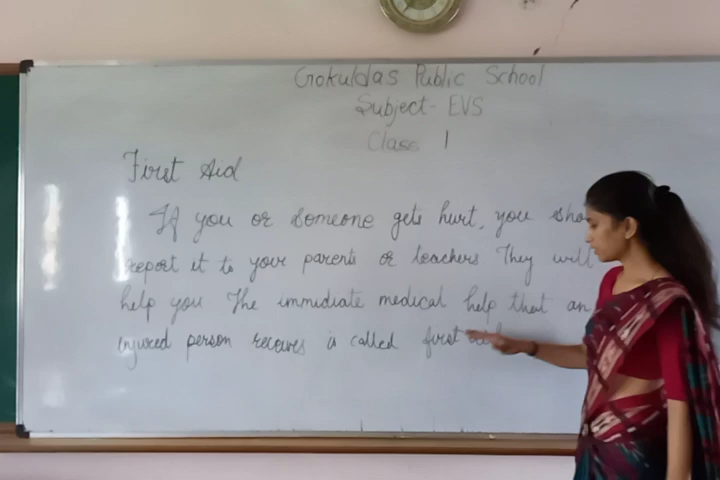 Gokuldas Public School
Subject- EVS
Class 1
First Aid
If you or someone gets hurt, you
report it to your parents or teachers They will
help you The immidiate medical help that an
injured person receives is called first